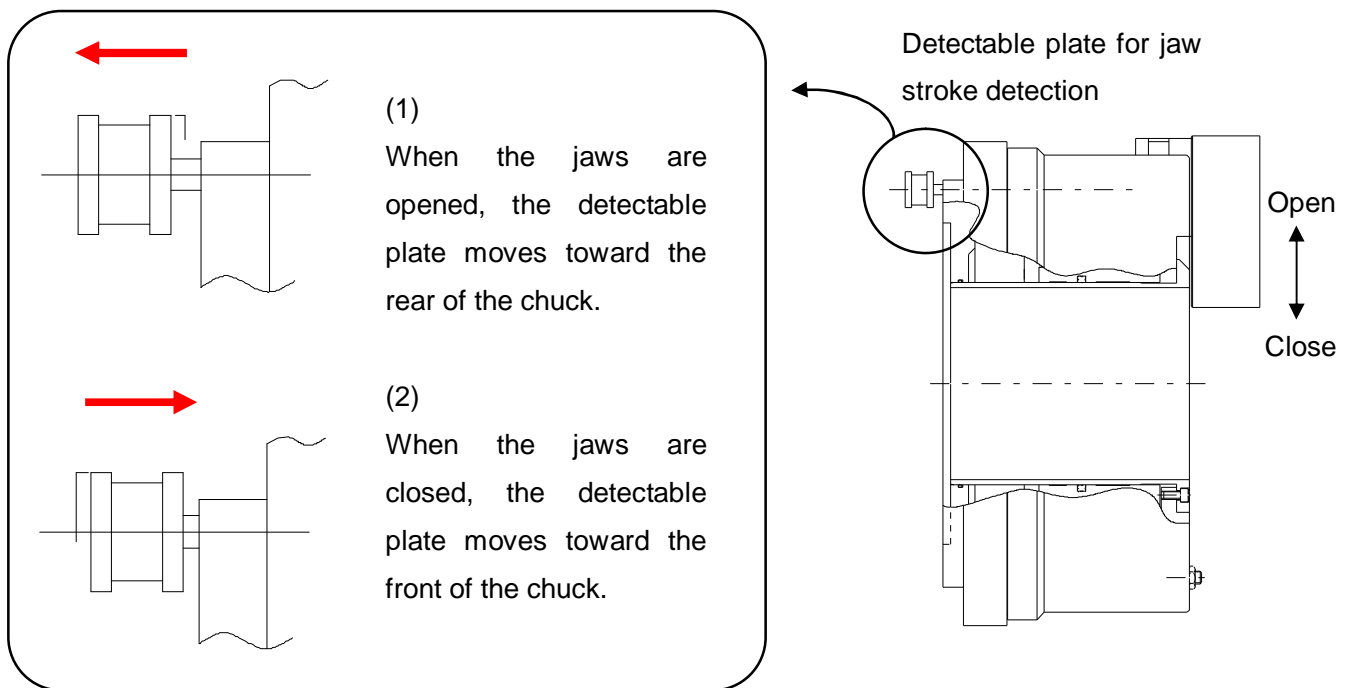 (1)
When the jaws are
opened, the detectable
plate moves toward the
rear of the chuck.
(2)
When the jaws are
closed, the detectable
plate moves toward the
front of the chuck.
Detectable plate for jaw
stroke detection
Open
Close